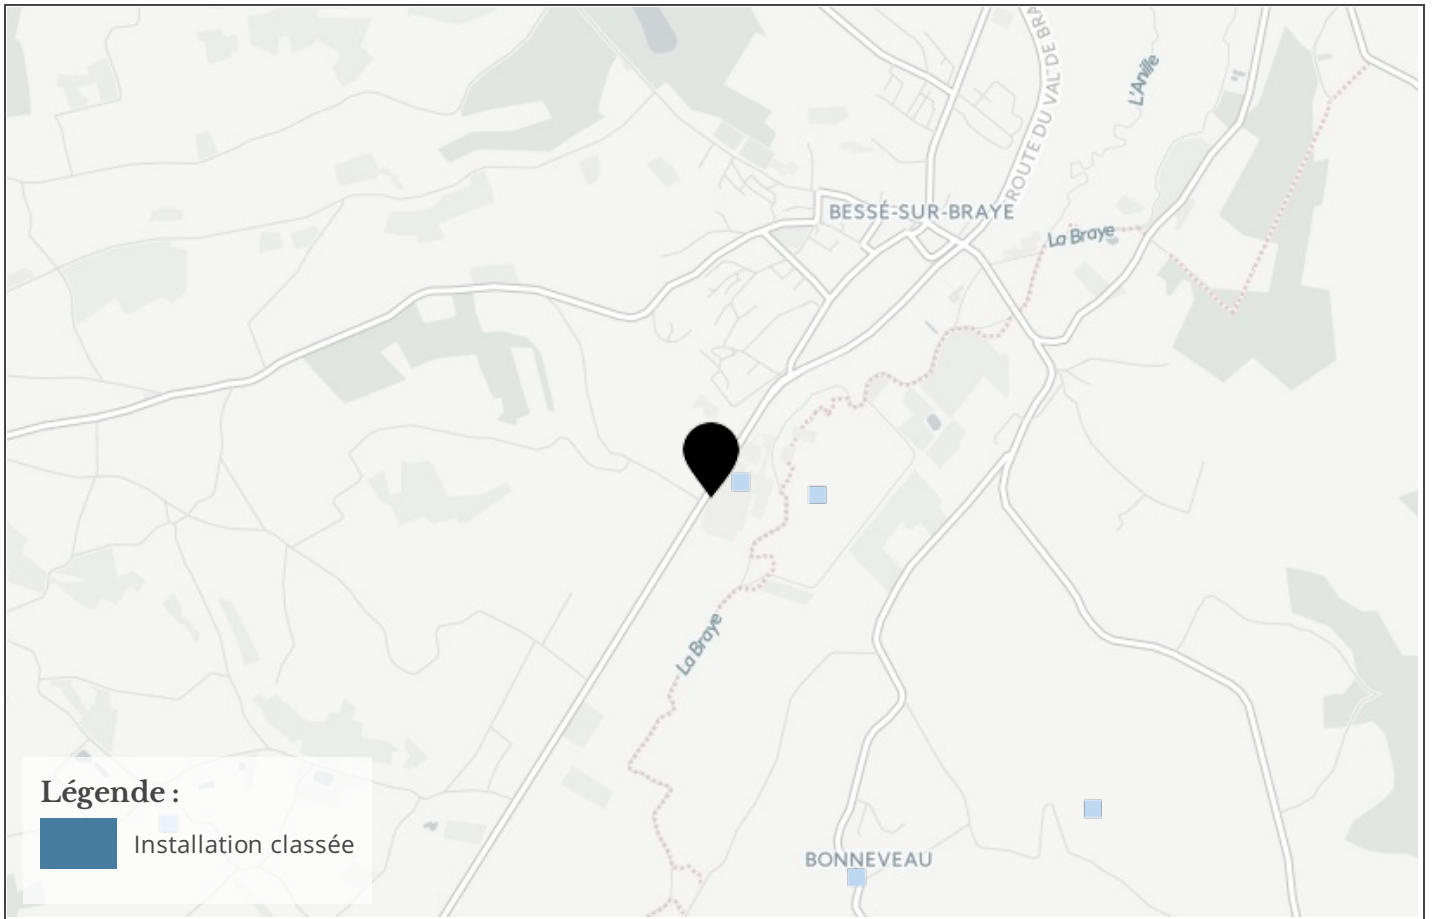 ROUTE DU VAL DE BRA
L'Anille
BESSÉ-SUR-BRAYE
La Braye
La Braye
Légende :
Installation classée
BONNEVEAU